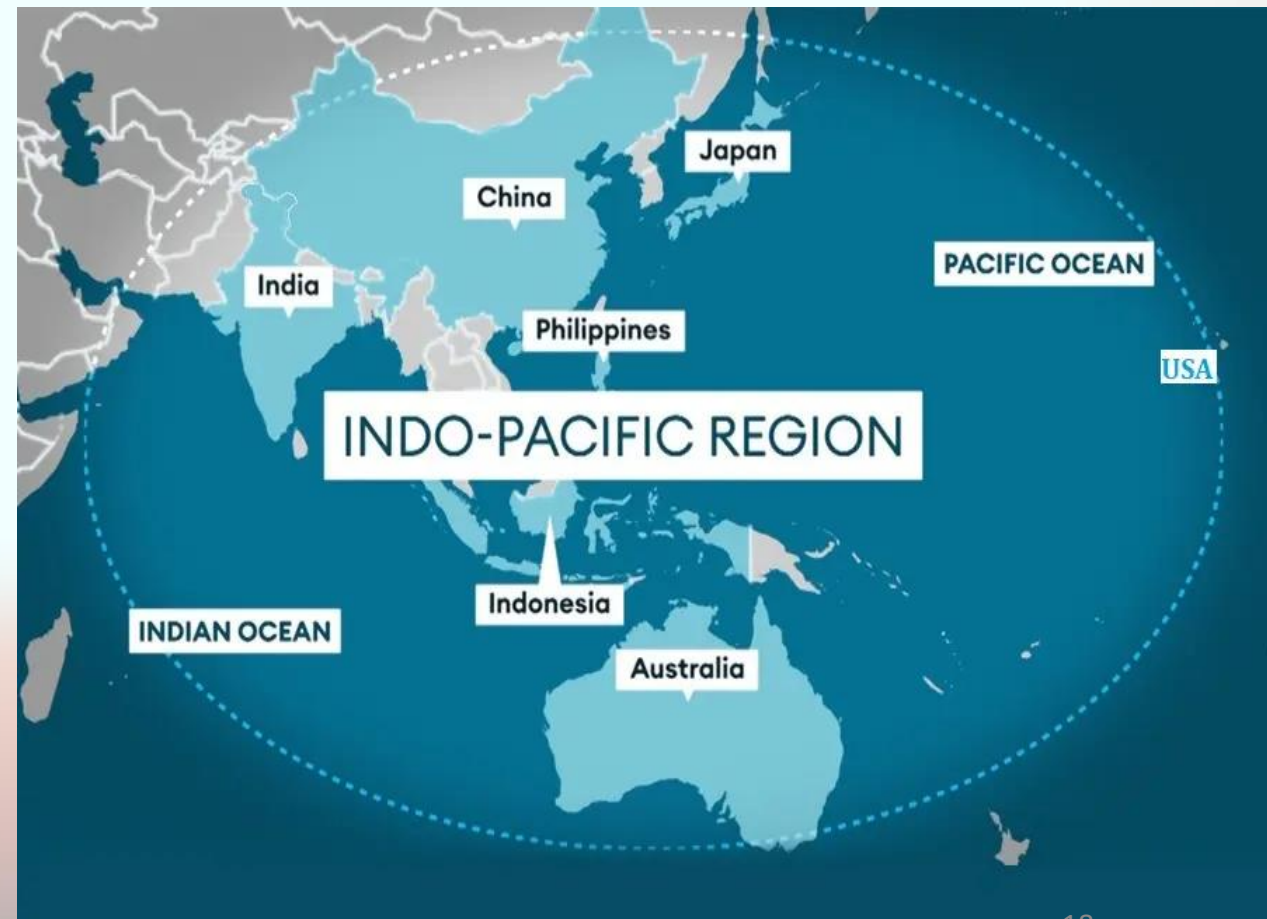 Japan
China
PACIFIC OCEAN
India
Philippines
USA
INDO-PACIFIC REGION
Indonesia
INDIAN OCEAN
Australia